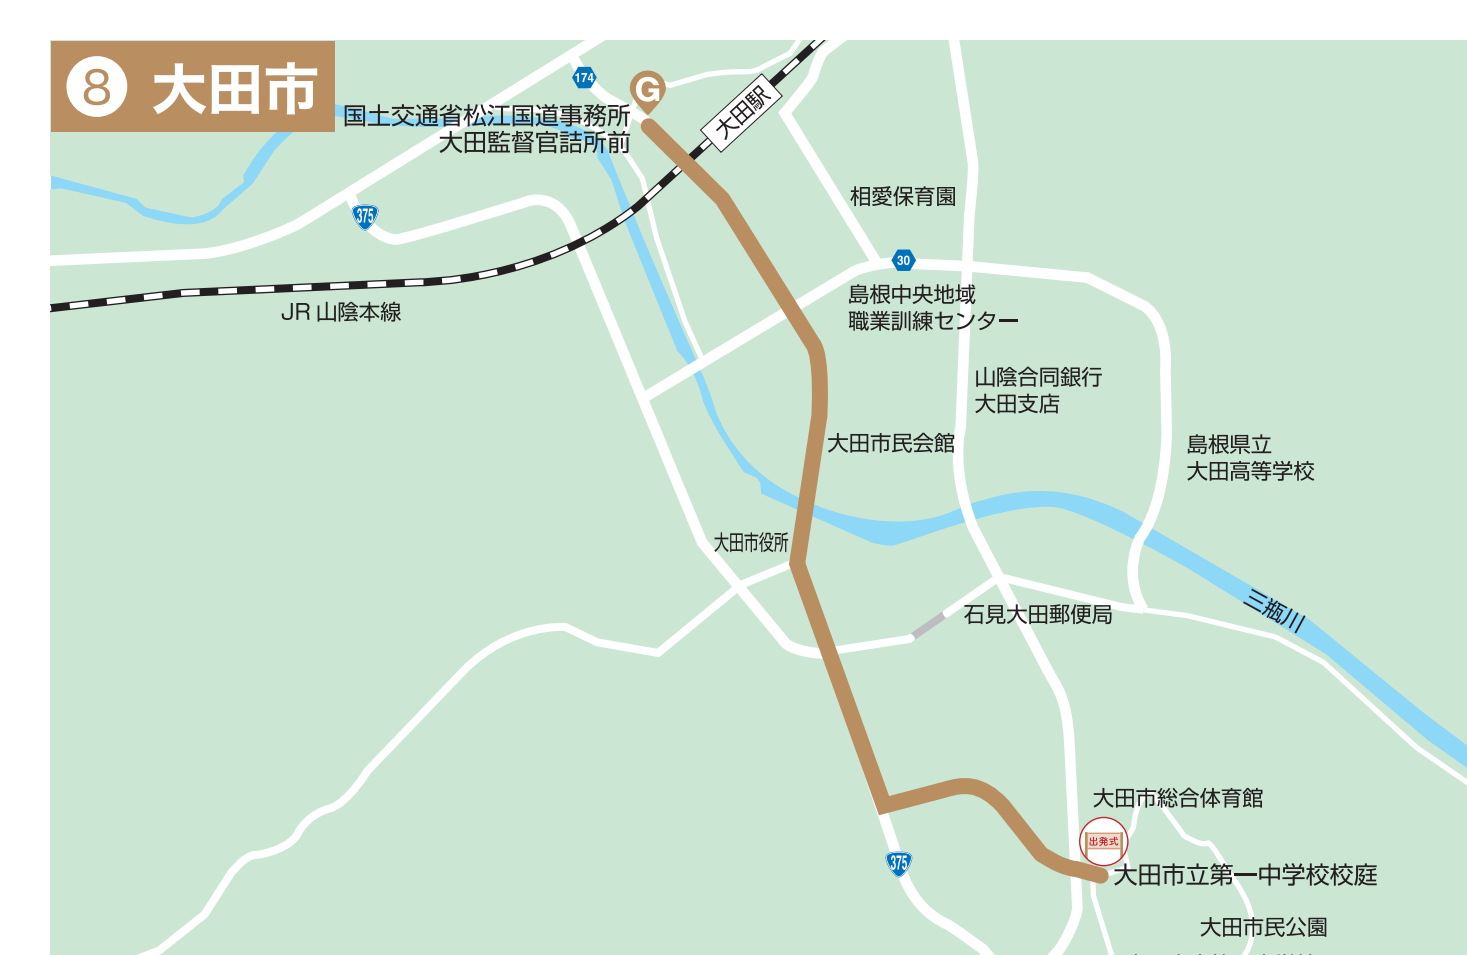 8 大田市
174
G
国土交通省松江国道事務所
大田監督官詰所前
大田駅
375
JR 山陰本線
相愛保育園
30
島根中央地域
職業訓練センター
山陰合同銀行
大田支店
大田市民会館
島根県立
大田高等学校
大田市役所
石見大田郵便局
三瓶川
大田市総合体育館
出発式
375
大田市立第一中学校校庭
大田市民公園